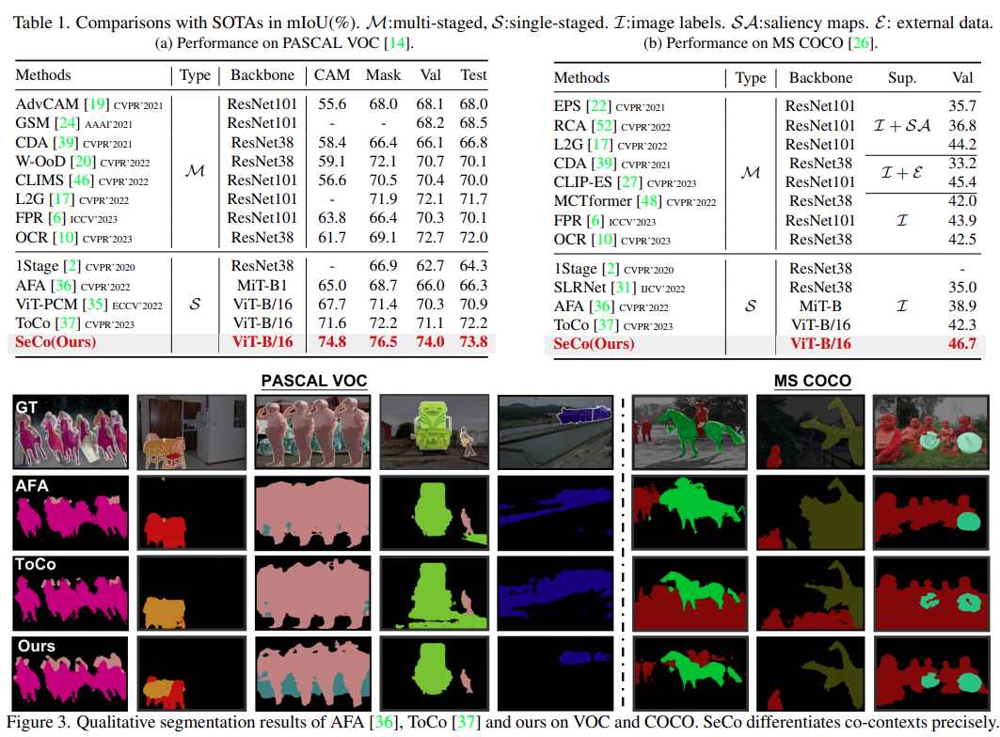 Table 1. Comparisons with SOTAs in mIoU(%). M:multi-staged, S:single-staged. I:image labels. SA:saliency maps. E: external data.
(a) Performance on PASCAL VOC [14].
Methods Type Backbone CAM Mask Val Test
AdvCAM [19] CVPR'2021 ResNet101 55.6 68.0 68.1 68.0
GSM [24] AAAI'2021 ResNet101 - - 68.2 68.5
CDA [39] CVPR'2021 ResNet38 58.4 66.4 66.1 66.8
W-OoD [20] CVPR'2022 ResNet38 59.1 72.1 70.7 70.1
M
CLIMS [46] CVPR'2022 ResNet101 56.6 70.5 70.4 70.0
L2G [17] CVPR'2022 ResNet101 - 71.9 72.1 71.7
FPR [6] ICCV'2023 ResNet101 63.8 66.4 70.3 70.1
OCR [10] CVPR'2023 ResNet38 61.7 69.1 72.7 72.0
1Stage [2] CVPR'2020 ResNet38 - 66.9 62.7 64.3
AFA [36] CVPR'2022 MiT-B1 65.0 68.7 66.0 66.3
ViT-PCM [35] ECCV'2022 S ViT-B/16 67.7 71.4 70.3 70.9
ToCo [37] CVPR'2023 ViT-B/16 71.6 72.2 71.1 72.2
SeCo(Ours) ViT-B/16 74.8 76.5 74.0 73.8
(b) Performance on MS COCO [26].
Methods Type Backbone Sup. Val
EPS [22] CVPR'2021 ResNet101 35.7
RCA [52] CVPR'2022 ResNet101 I + SA 36.8
L2G [17] CVPR'2022 ResNet101 44.2
CDA [39] CVPR'2021 ResNet38 33.2
M I + E
CLIP-ES [27] CVPR'2023 ResNet101 45.4
MCTformer [48] CVPR'2022 ResNet38 42.0
FPR [6] ICCV'2023 ResNet101 I 43.9
OCR [10] CVPR'2023 ResNet38 42.5
1Stage [2] CVPR'2020 ResNet38 -
SLRNet [31] IJCV'2022 ResNet38 35.0
AFA [36] CVPR'2022 S MiT-B I 38.9
ToCo [37] CVPR'2023 ViT-B/16 42.3
SeCo(Ours) ViT-B/16 46.7
PASCAL VOC MS COCO
GT
AFA
ToCo
Ours
Figure 3. Qualitative segmentation results of AFA [36], ToCo [37] and ours on VOC and COCO. SeCo differentiates co-contexts precisely.